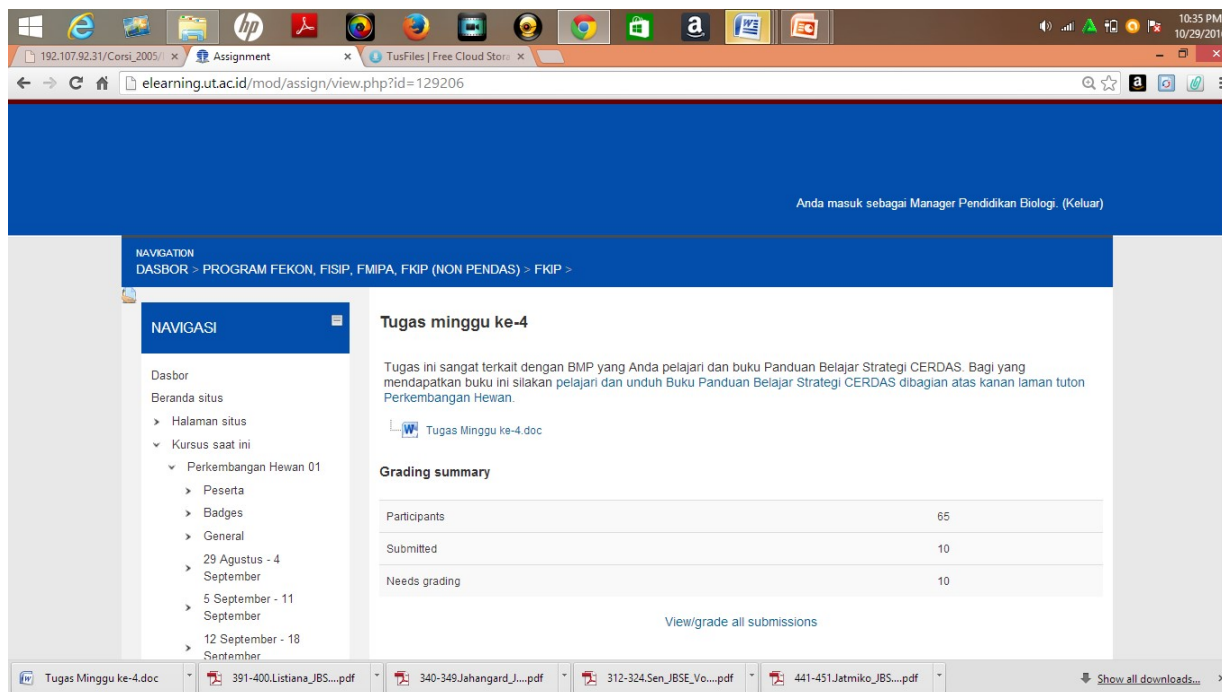 10:35 PM
10/29/201
192.107.92.31/Corsi_2005/
Assignment
TusFiles | Free Cloud Stor
elearning.ut.ac.id/mod/assign/view.php?id=129206
Anda masuk sebagai Manager Pendidikan Biologi. (Keluar)
NAVIGATION
DASBOR > PROGRAM FEKON, FISIP, FMIPA, FKIP (NON PENDAS) > FKIP >
NAVIGASI
Dasbor
Beranda situs
Halaman situs
Kursus saat ini
Perkembangan Hewan 01
Peserta
Badges
General
29 Agustus - 4
September
5 September - 11
September
12 September - 18
September
Tugas minggu ke-4
Tugas ini sangat terkait dengan BMP yang Anda pelajari dan buku Panduan Belajar Strategi CERDAS. Bagi yang
mendapatkan buku ini silakan pelajari dan unduh Buku Panduan Belajar Strategi CERDAS dibagian atas kanan laman tuton
Perkembangan Hewan.
Tugas Minggu ke-4.doc
Grading summary
Participants 65
Submitted 10
Needs grading 10
View/grade all submissions
Tugas Minggu ke-4.doc
391-400.Listiana_JBS....pdf
340-349.Jahangard_J....pdf
312-324.Sen_JBSE_Vo....pdf
441-451.Jatmiko_JBS....pdf
Show all downloads...